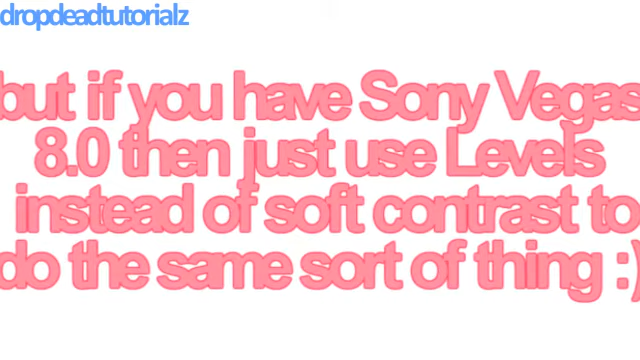 dropdeadtutorialz
but if you have Sony Vegas
8.0 then just use Levels
instead of soft contrast to
do the same sort of thing :)